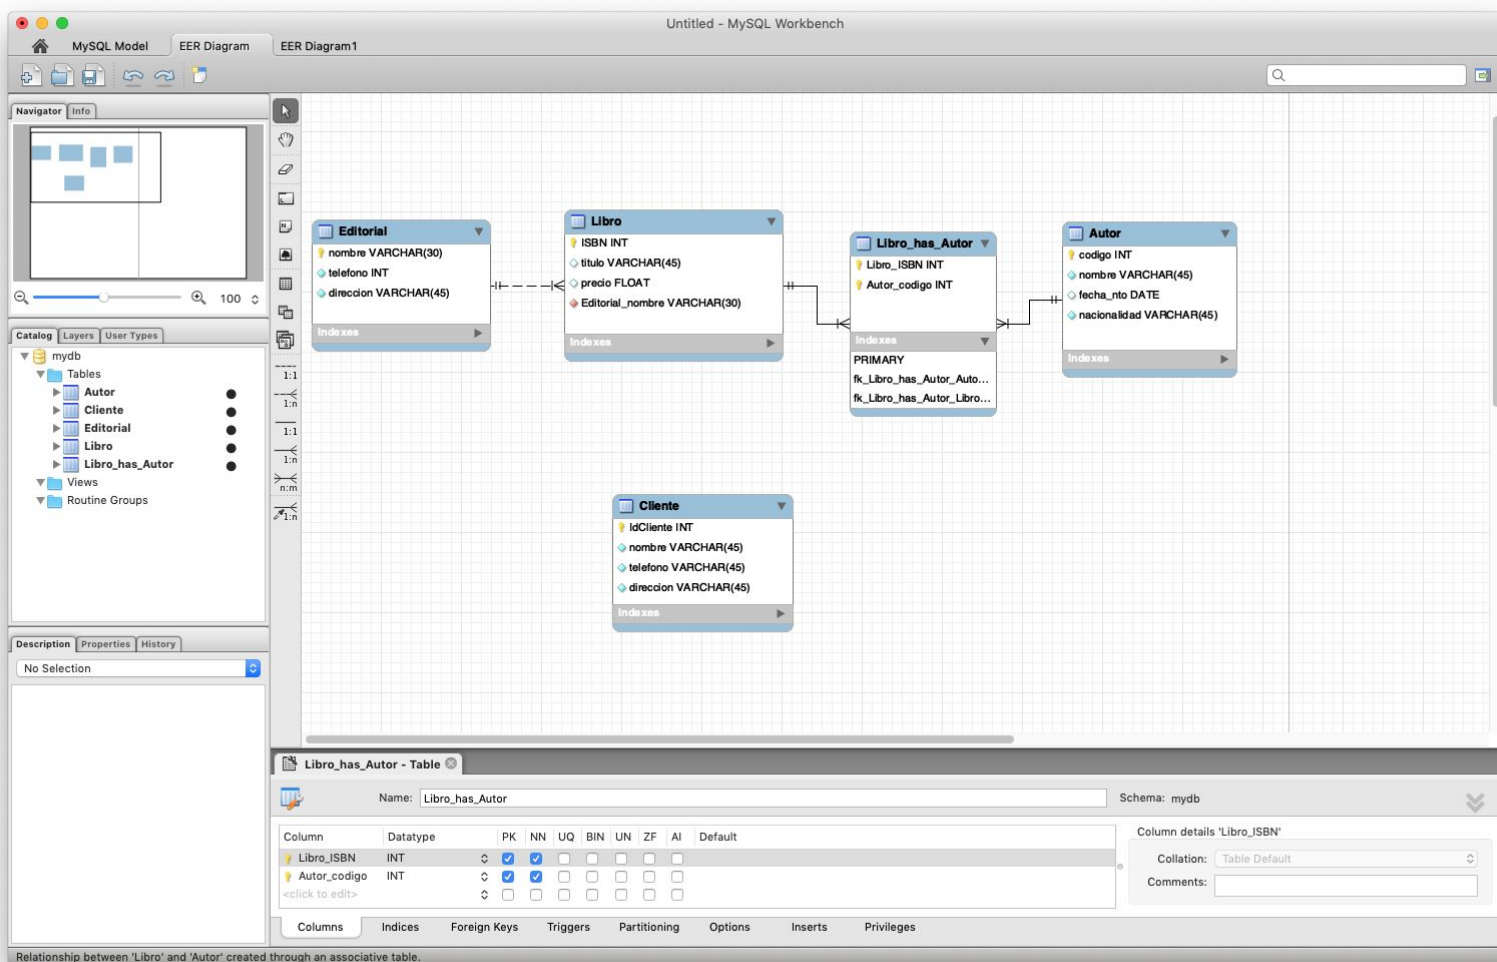 Untitled - MySQL Workbench
MySQL Model
EER Diagram
EER Diagram1
Navigator
Info
100
Catalog
Layers
User Types
mydb
Tables
Autor
Cliente
Editorial
Libro
Libro_has_Autor
Views
Routine Groups
Description
Properties
History
No Selection
1:1
1:n
1:1
1:n
n:m
1:n
Editorial
nombre VARCHAR(30)
telefono INT
direccion VARCHAR(45)
Indexes
Libro
ISBN INT
titulo VARCHAR(45)
precio FLOAT
Editorial_nombre VARCHAR(30)
Indexes
Libro_has_Autor
Libro_ISBN INT
Autor_codigo INT
Indexes
PRIMARY
fk_Libro_has_Autor_Auto...
fk_Libro_has_Autor_Libro...
Autor
codigo INT
nombre VARCHAR(45)
fecha_nto DATE
nacionalidad VARCHAR(45)
Indexes
Cliente
IdCliente INT
nombre VARCHAR(45)
telefono VARCHAR(45)
direccion VARCHAR(45)
Indexes
Libro_has_Autor - Table
Name: Libro_has_Autor
Schema: mydb
Column Datatype PK NN UQ BIN UN ZF AI Default
Libro_ISBN INT
Autor_codigo INT
<click to edit>
Column details 'Libro_ISBN'
Collation: Table Default
Comments:
Columns Indices Foreign Keys Triggers Partitioning Options Inserts Privileges
Relationship between 'Libro' and 'Autor' created through an associative table.